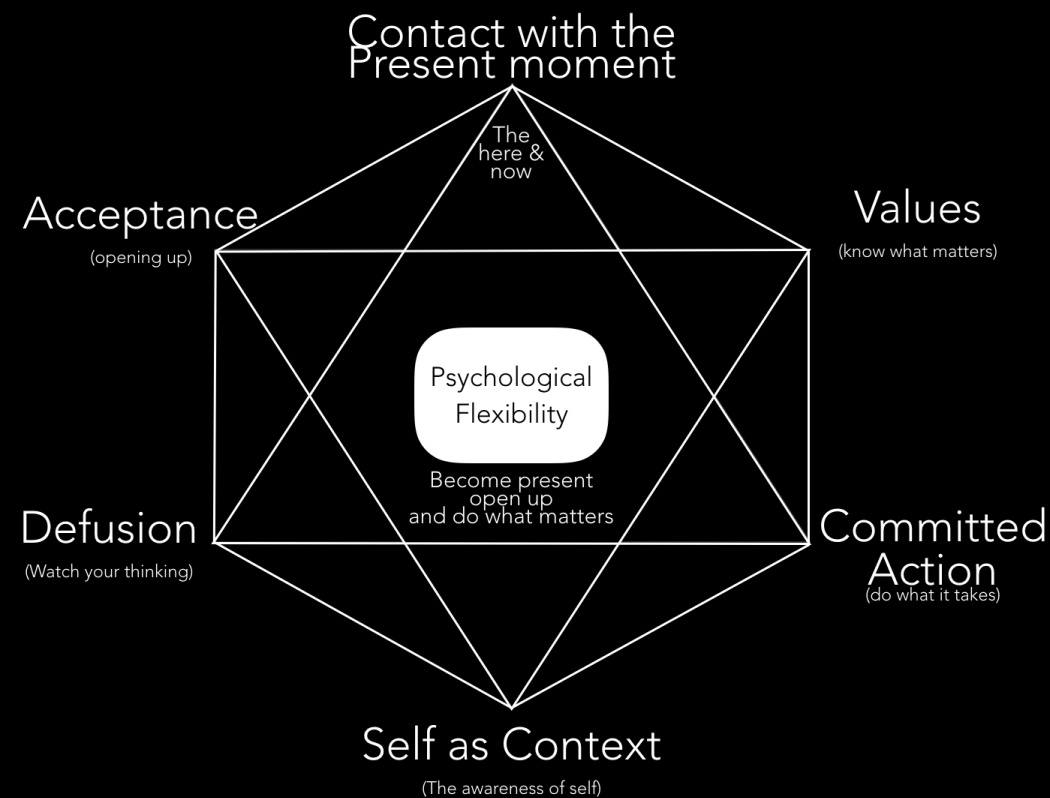 Contact with the
Present moment
The
here &
now
Acceptance
(opening up)
Values
(know what matters)
Psychological
Flexibility
Become present
open up
and do what matters
Defusion
(Watch your thinking)
Committed
Action
(do what it takes)
Self as Context
(The awareness of self)